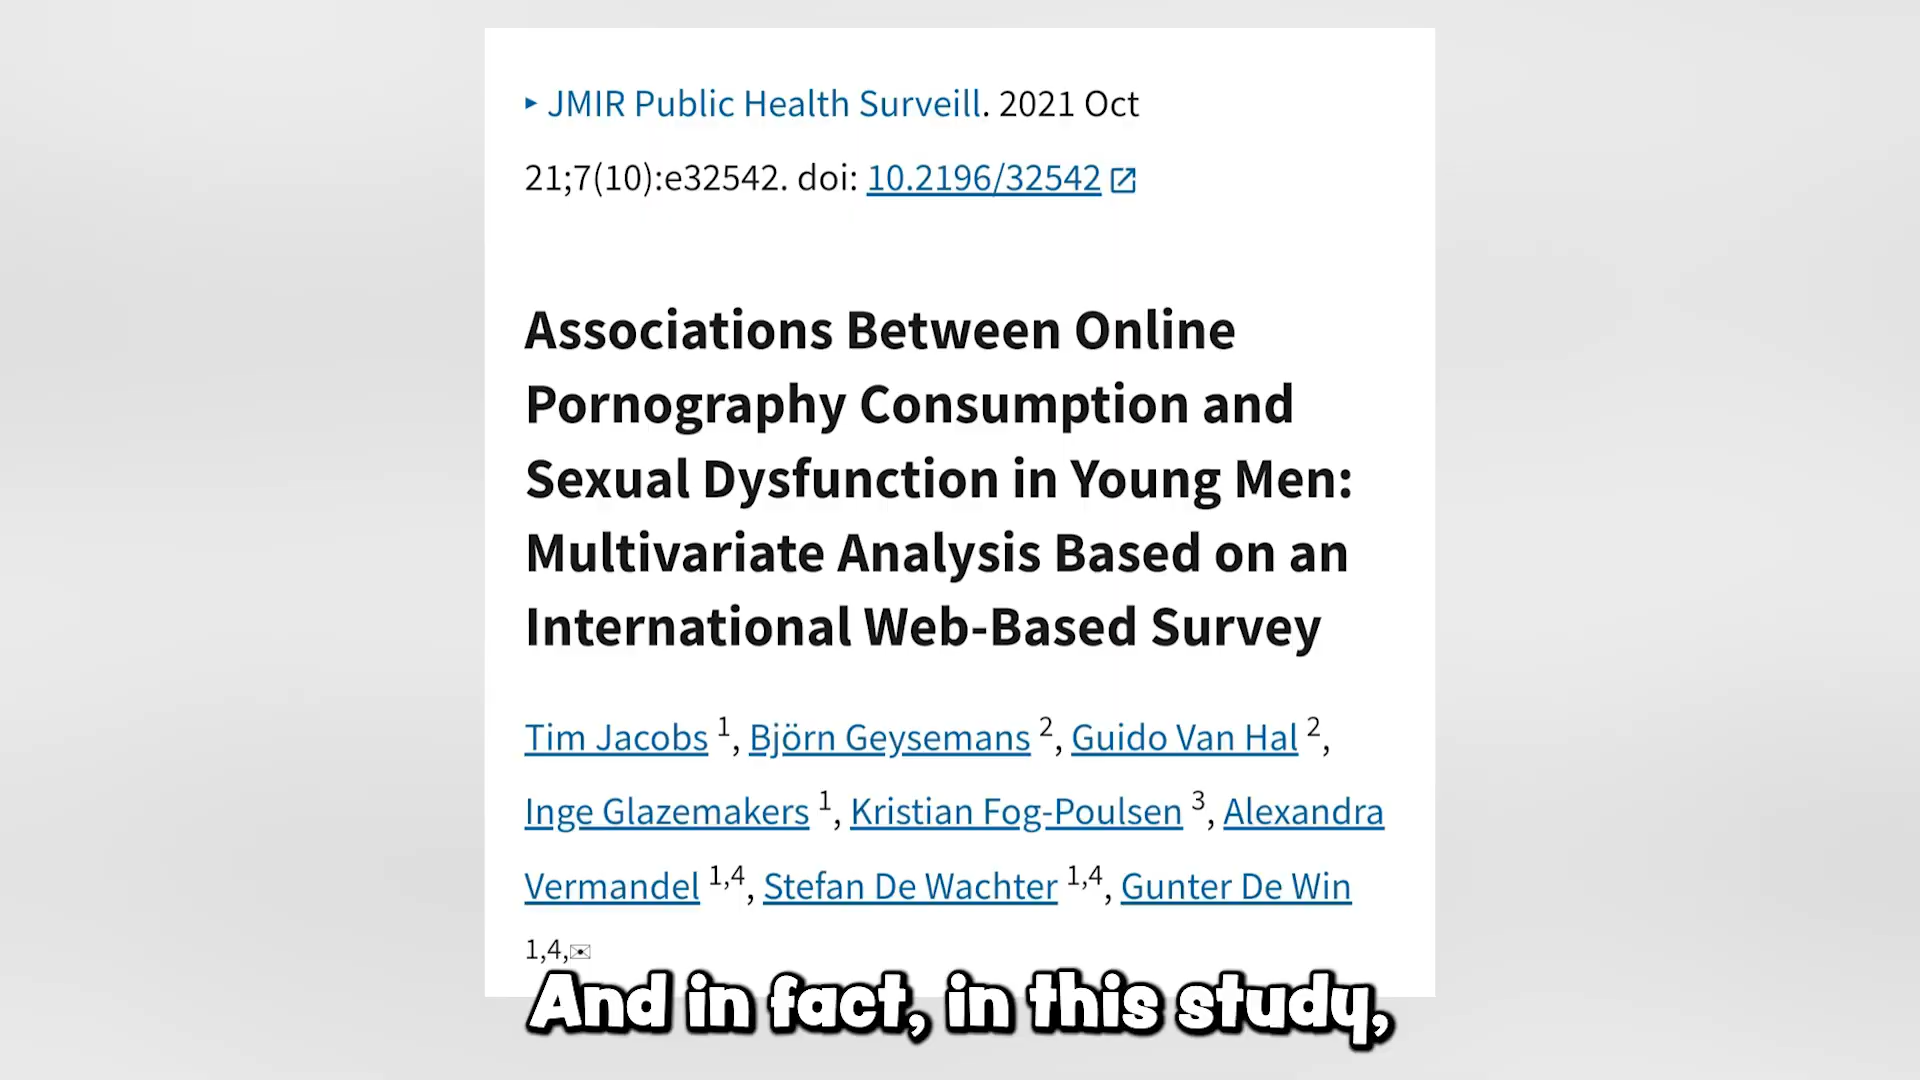 ▸ JMIR Public Health Surveill. 2021 Oct
21;7(10):e32542. doi: 10.2196/32542
Associations Between Online
Pornography Consumption and
Sexual Dysfunction in Young Men:
Multivariate Analysis Based on an
International Web-Based Survey
Tim Jacobs 1, Björn Geysemans 2, Guido Van Hal 2,
Inge Glazemakers 1, Kristian Fog-Poulsen 3, Alexandra
Vermandel 1,4, Stefan De Wachter 1,4, Gunter De Win
1,4,✉
And in fact, in this study,